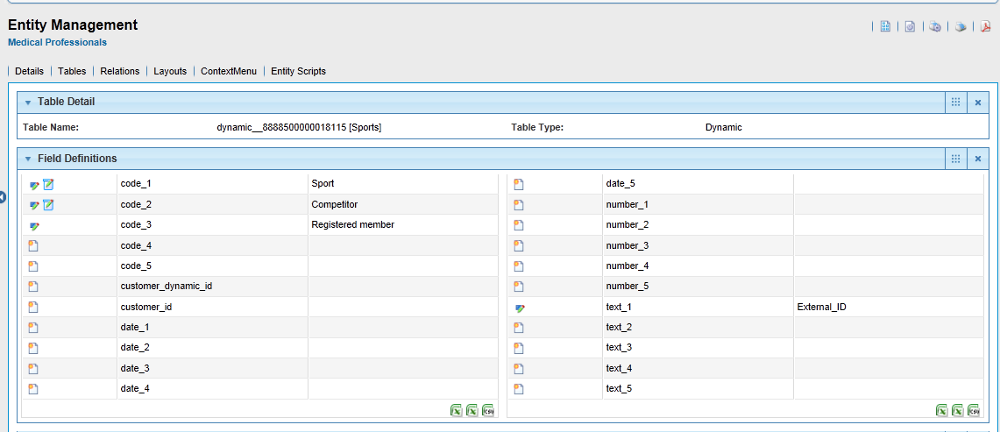 Entity Management
Medical Professionals
Details Tables Relations Layouts ContextMenu Entity Scripts
Table Detail
Table Name: dynamic__8888500000018115 [Sports] Table Type: Dynamic
Field Definitions
code_1 Sport
code_2 Competitor
code_3 Registered member
code_4
code_5
customer_dynamic_id
customer_id
date_1
date_2
date_3
date_4
date_5
number_1
number_2
number_3
number_4
number_5
text_1 External_ID
text_2
text_3
text_4
text_5